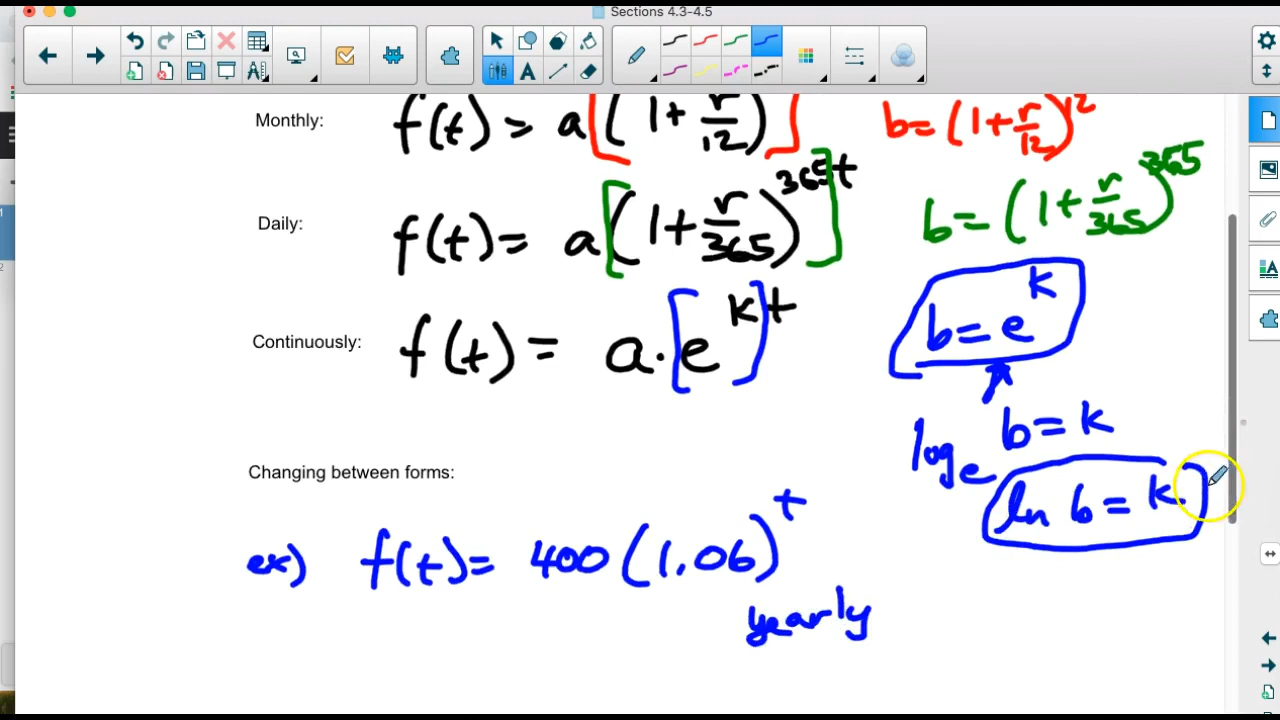 Sections 4.3-4.5
Monthly: f(t) = a[(1 + r/12)] b = (1 + r/12)^12
Daily: f(t) = a[(1 + r/365)^365]^t b = (1 + r/365)^365
Continuously: f(t) = a·[e^k]^t b = e^k
log_e b = k
ln b = k
Changing between forms:
ex) f(t) = 400(1.06)^t
yearly